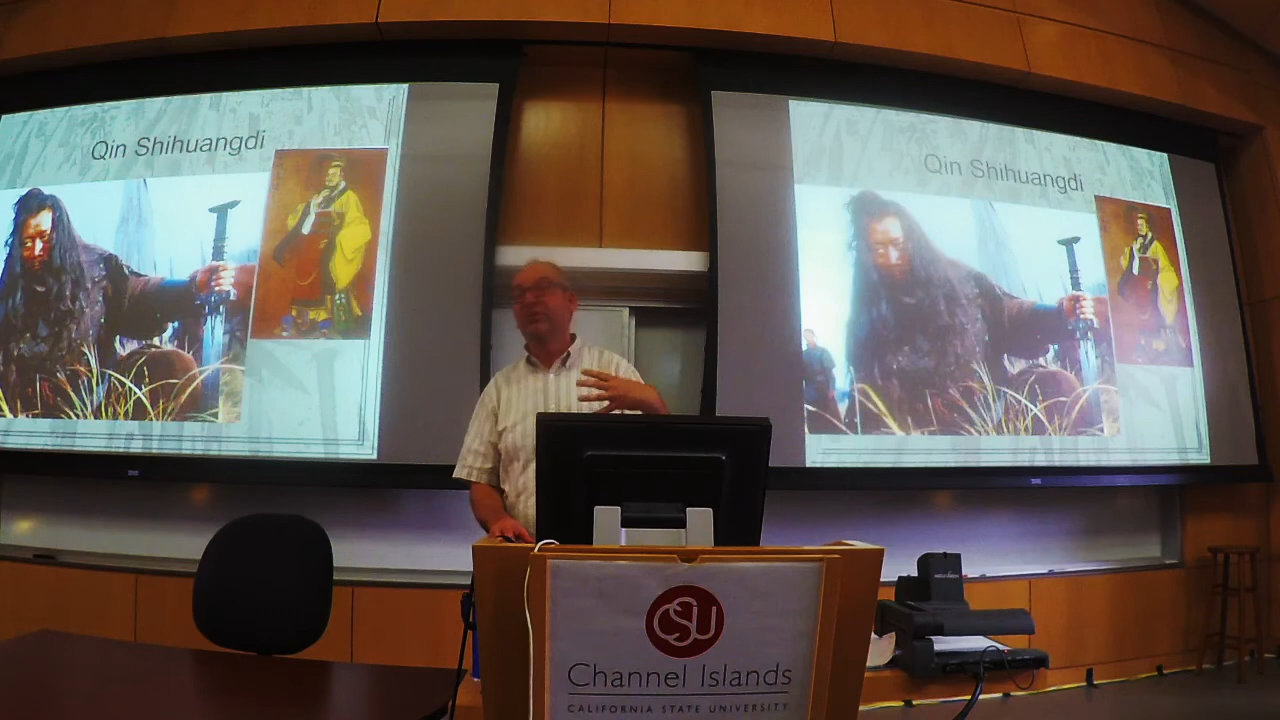 Qin Shihuangdi
Qin Shihuangdi
CSU
Channel Islands
CALIFORNIA STATE UNIVERSITY